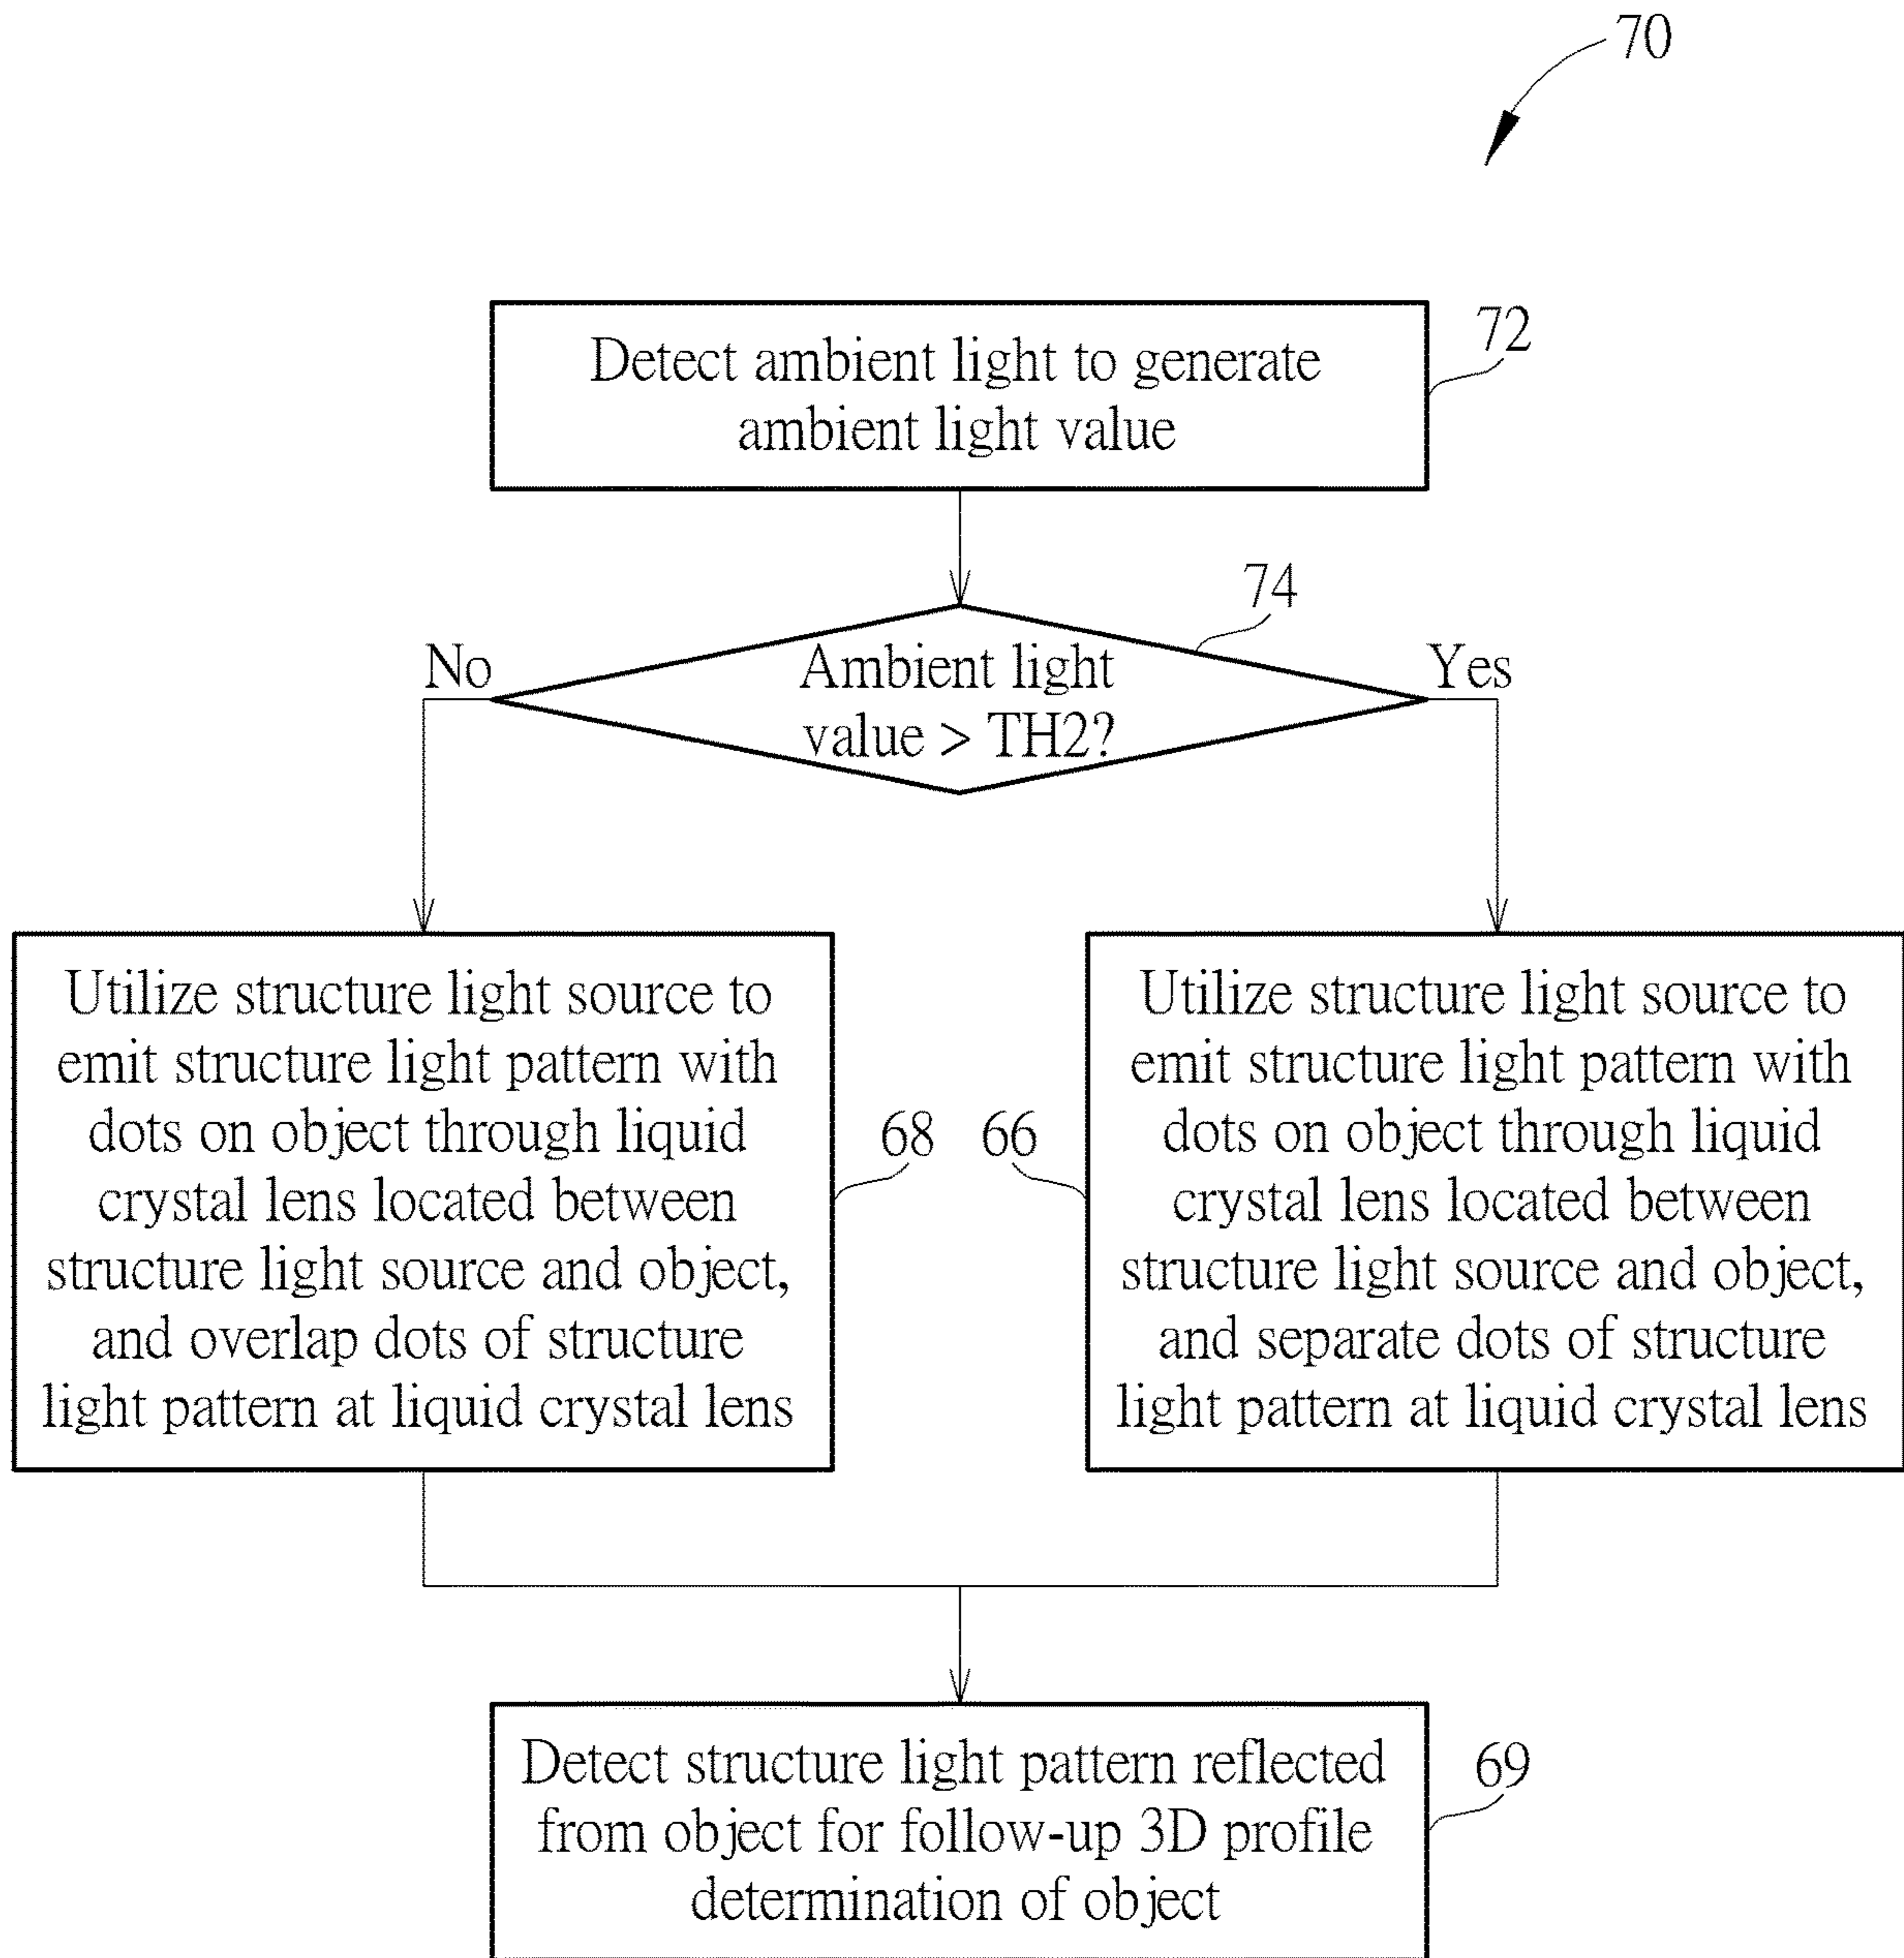 70
Detect ambient light to generate
ambient light value
72
74
No
Ambient light
value > TH2?
Yes
Utilize structure light source to
emit structure light pattern with
dots on object through liquid
crystal lens located between
structure light source and object,
and overlap dots of structure
light pattern at liquid crystal lens
68
66
Utilize structure light source to
emit structure light pattern with
dots on object through liquid
crystal lens located between
structure light source and object,
and separate dots of structure
light pattern at liquid crystal lens
Detect structure light pattern reflected
from object for follow-up 3D profile
determination of object
69